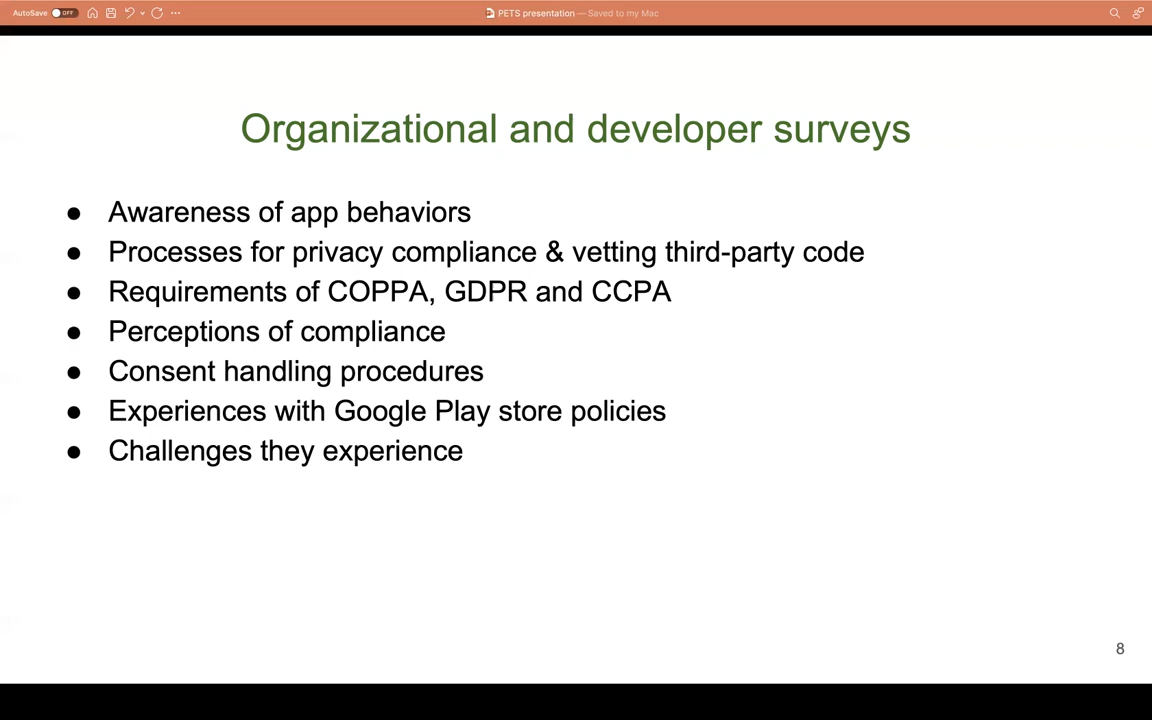 AutoSave OFF
PETS presentation — Saved to my Mac
Organizational and developer surveys
● Awareness of app behaviors
● Processes for privacy compliance & vetting third-party code
● Requirements of COPPA, GDPR and CCPA
● Perceptions of compliance
● Consent handling procedures
● Experiences with Google Play store policies
● Challenges they experience
8